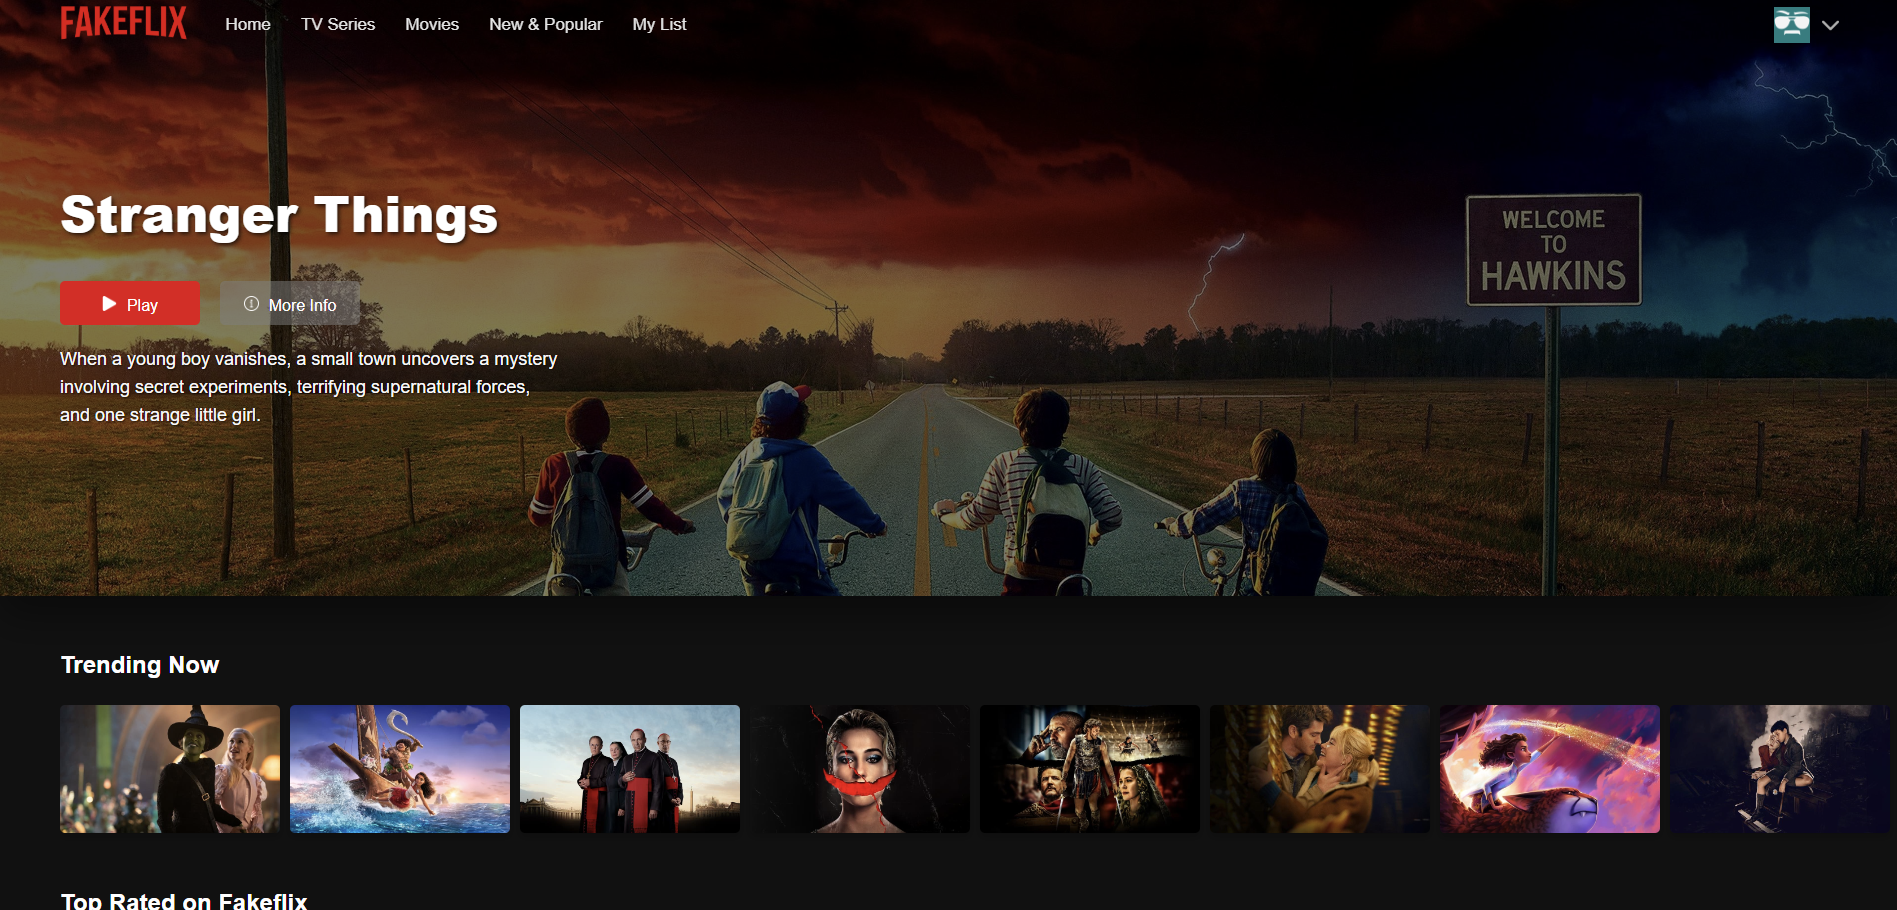 FAKEFLIX
Home
TV Series
Movies
New & Popular
My List
WELCOME
TO
HAWKINS
Stranger Things
Play
More Info
When a young boy vanishes, a small town uncovers a mystery
involving secret experiments, terrifying supernatural forces,
and one strange little girl.
Trending Now
Top Rated on Fakeflix